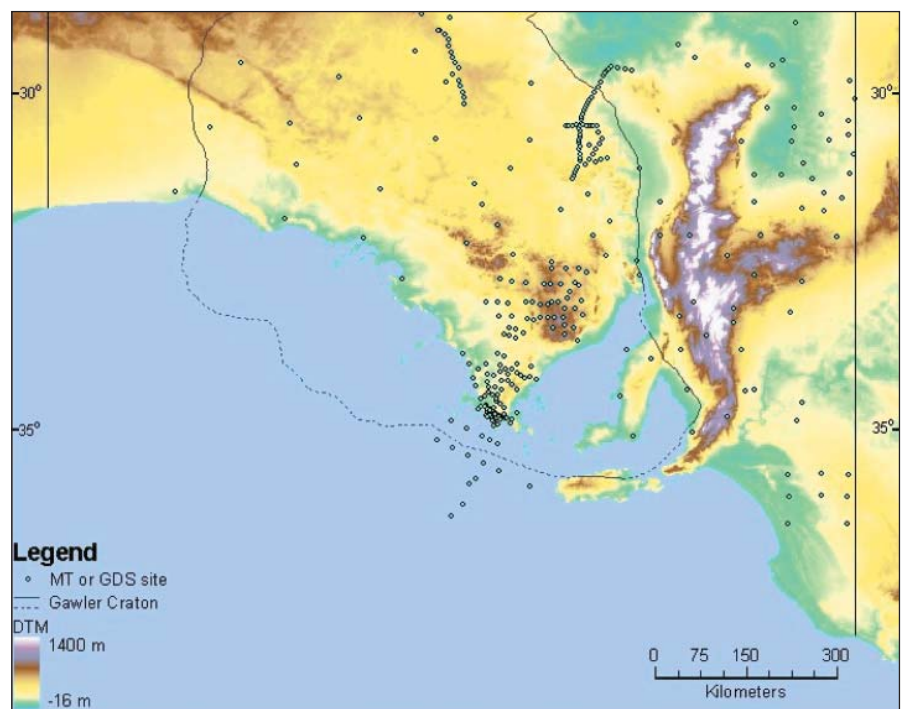 30° 30°
35° 35°
Legend
MT or GDS site
Gawler Craton
DTM
1400 m
-16 m
0 75 150 300
Kilometers